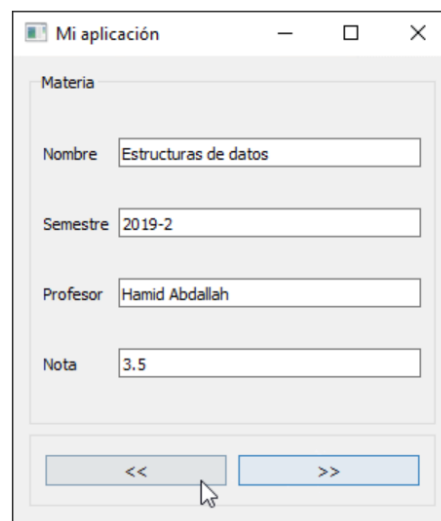 Mi aplicación
Materia
Nombre Estructuras de datos
Semestre 2019-2
Profesor Hamid Abdallah
Nota 3.5
<< >>